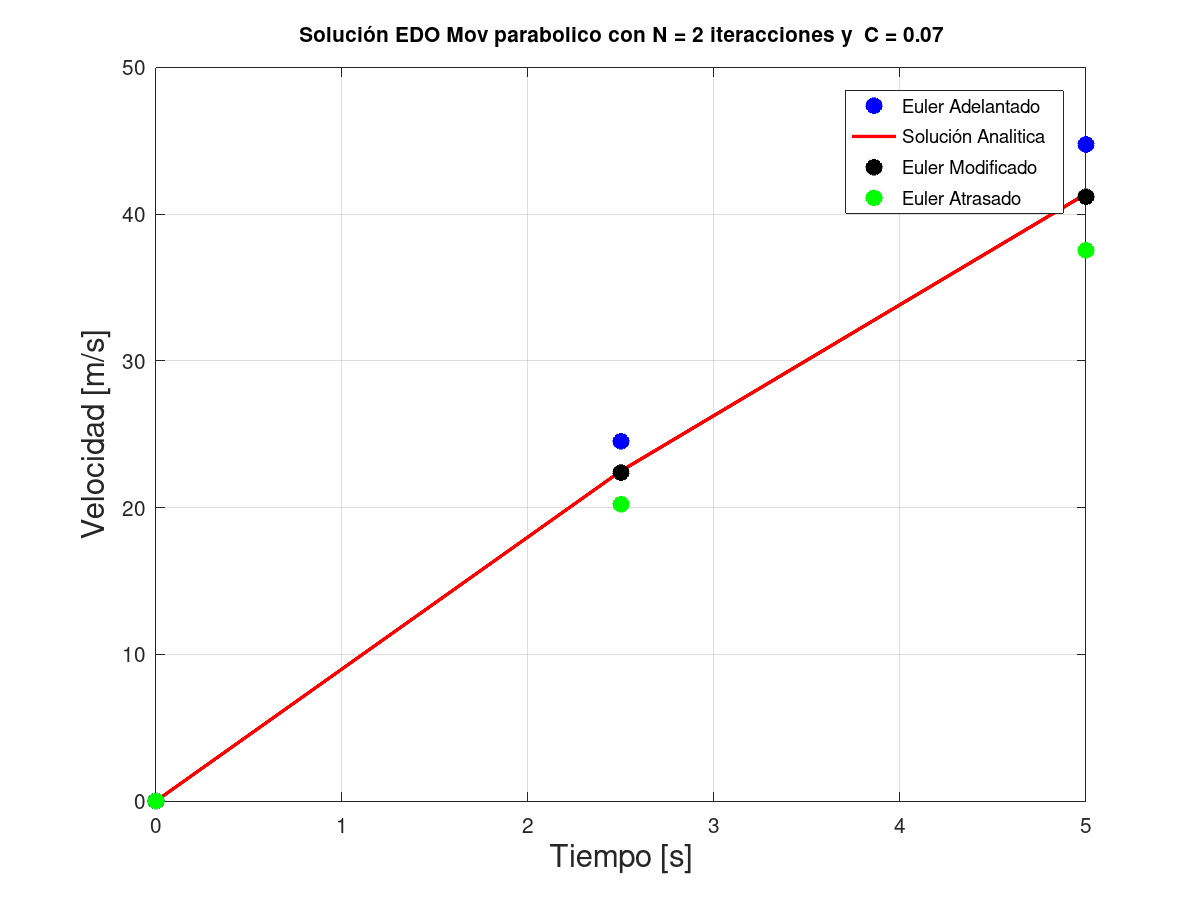 Solución EDO Mov parabolico con N = 2 iteracciones y  C = 0.07
50
40
30
20
10
0
Velocidad [m/s]
Euler Adelantado
Solución Analitica
Euler Modificado
Euler Atrasado
0 1 2 3 4 5
Tiempo [s]